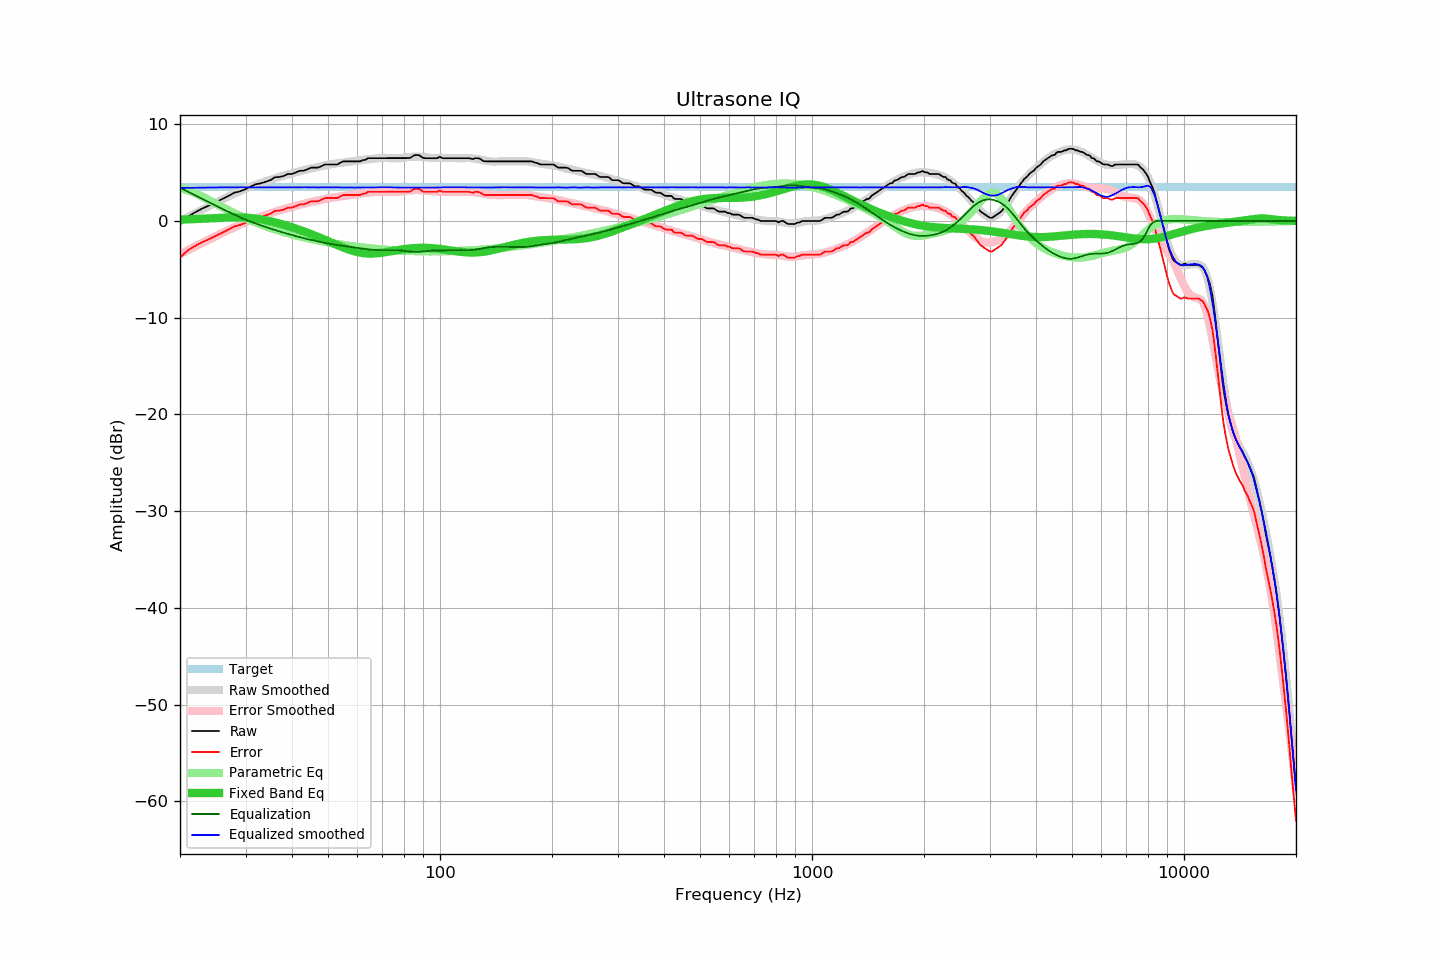 Ultrasone IQ
10
0
−10
−20
−30
−40
−50
−60
Amplitude (dBr)
Target
Raw Smoothed
Error Smoothed
Raw
Error
Parametric Eq
Fixed Band Eq
Equalization
Equalized smoothed
100 1000 10000
Frequency (Hz)